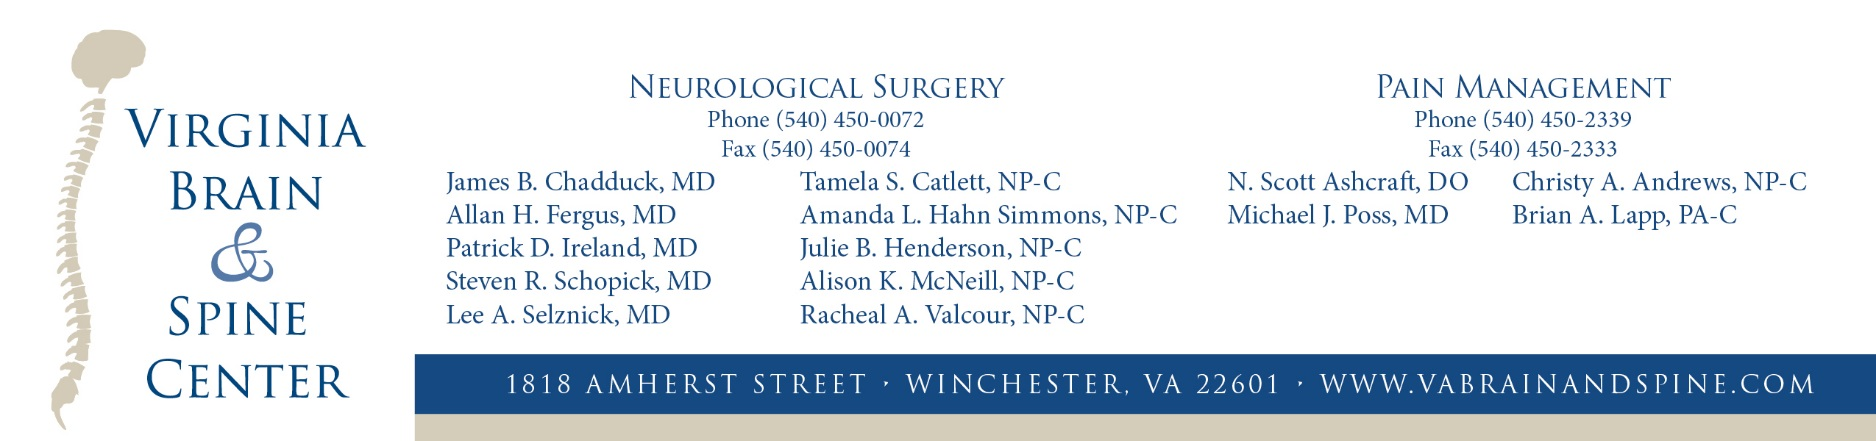 VIRGINIA
BRAIN
&
SPINE
CENTER
NEUROLOGICAL SURGERY
Phone (540) 450-0072
Fax (540) 450-0074
James B. Chadduck, MD
Allan H. Fergus, MD
Patrick D. Ireland, MD
Steven R. Schopick, MD
Lee A. Selznick, MD
Tamela S. Catlett, NP-C
Amanda L. Hahn Simmons, NP-C
Julie B. Henderson, NP-C
Alison K. McNeill, NP-C
Racheal A. Valcour, NP-C
PAIN MANAGEMENT
Phone (540) 450-2339
Fax (540) 450-2333
N. Scott Ashcraft, DO
Michael J. Poss, MD
Christy A. Andrews, NP-C
Brian A. Lapp, PA-C
1818 AMHERST STREET · WINCHESTER, VA 22601 · WWW.VABRAINANDSPINE.COM